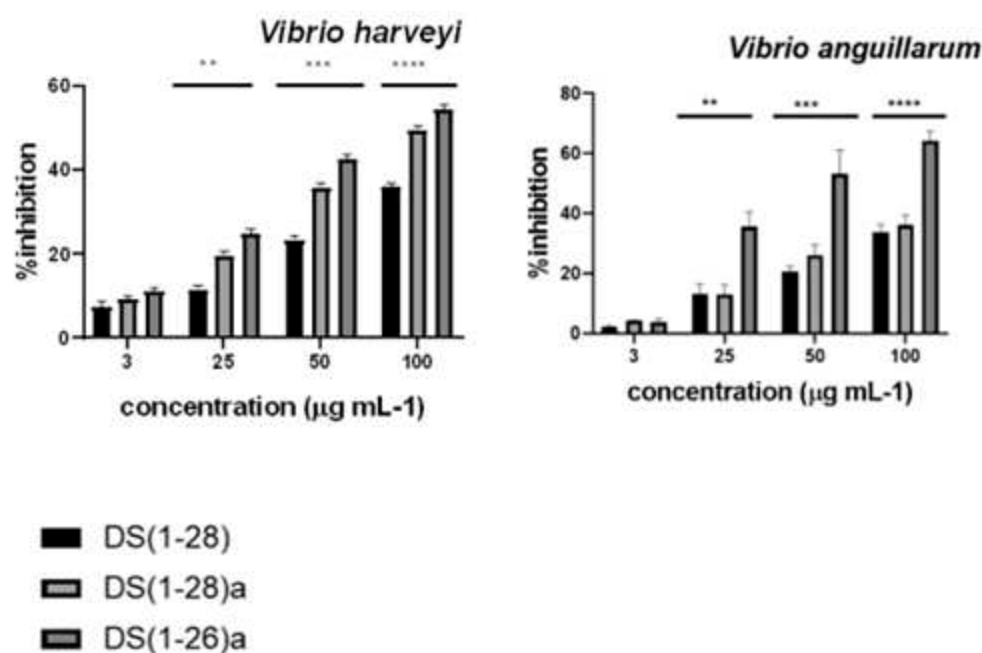 Vibrio harveyi
** *** ****
60
40
20
0
%inhibition
3 25 50 100
concentration (μg mL-1)
Vibrio anguillarum
** *** ****
80
60
40
20
0
%inhibition
3 25 50 100
concentration (μg mL-1)
DS(1-28)
DS(1-28)a
DS(1-26)a